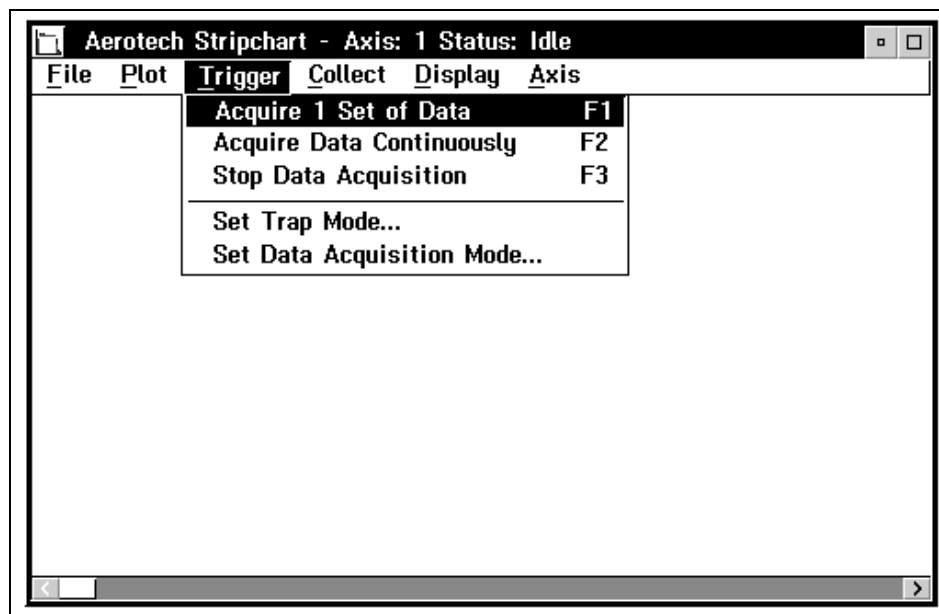 Aerotech Stripchart - Axis: 1 Status: Idle
File Plot Trigger Collect Display Axis
Acquire 1 Set of Data F1
Acquire Data Continuously F2
Stop Data Acquisition F3
Set Trap Mode...
Set Data Acquisition Mode...